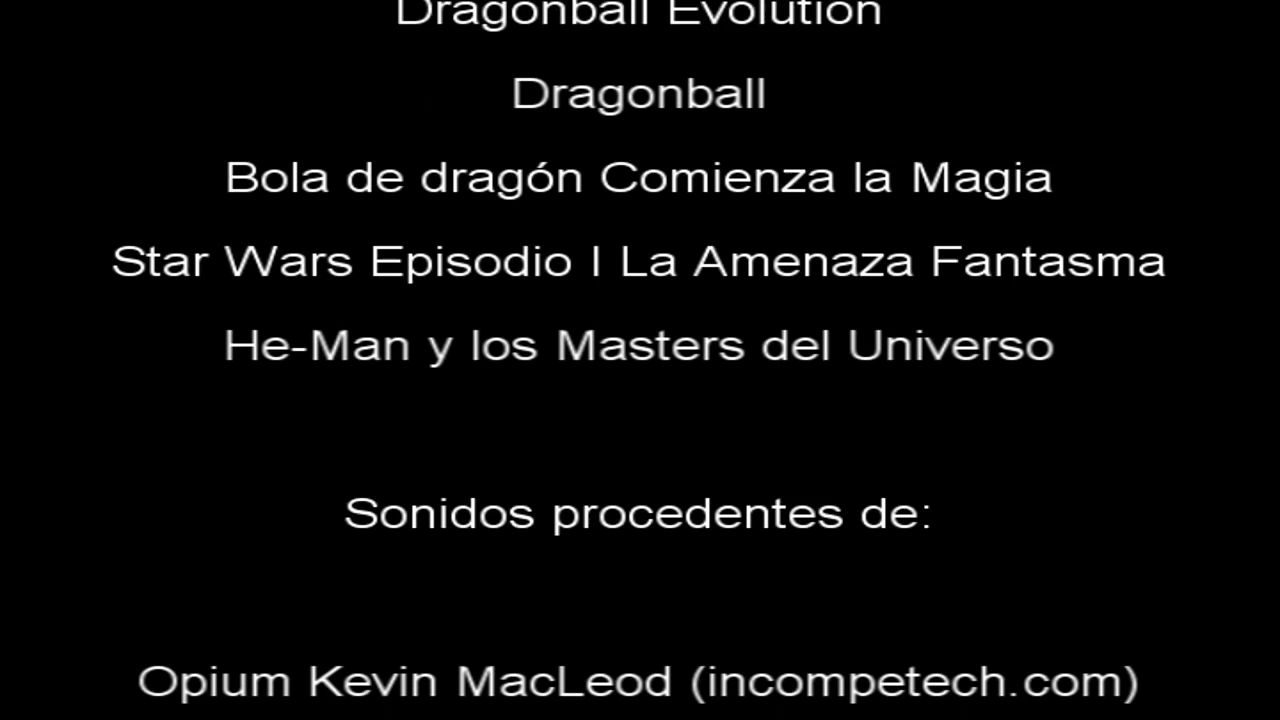 Dragonball Evolution
Dragonball
Bola de dragón Comienza la Magia
Star Wars Episodio I La Amenaza Fantasma
He-Man y los Masters del Universo
Sonidos procedentes de:
Opium Kevin MacLeod (incompetech.com)